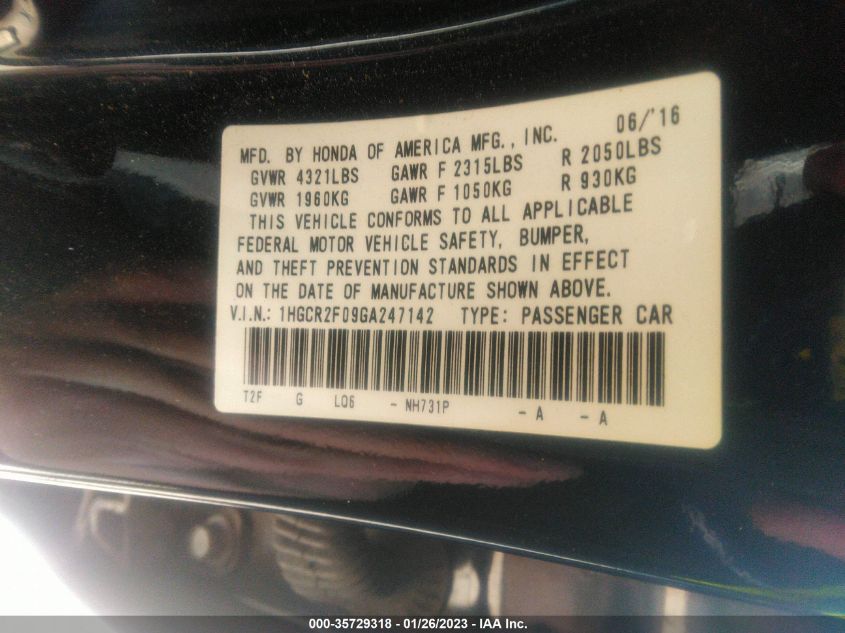 06/'16
MFD. BY HONDA OF AMERICA MFG., INC.
GVWR 4321LBS GAWR F 2315LBS R 2050LBS
GVWR 1960KG GAWR F 1050KG R 930KG
THIS VEHICLE CONFORMS TO ALL APPLICABLE
FEDERAL MOTOR VEHICLE SAFETY, BUMPER,
AND THEFT PREVENTION STANDARDS IN EFFECT
ON THE DATE OF MANUFACTURE SHOWN ABOVE.
V.I.N.: 1HGCR2F09GA247142 TYPE: PASSENGER CAR
T2F G LQ6 - NH731P - A - A
000-35729318 - 01/26/2023 - IAA Inc.